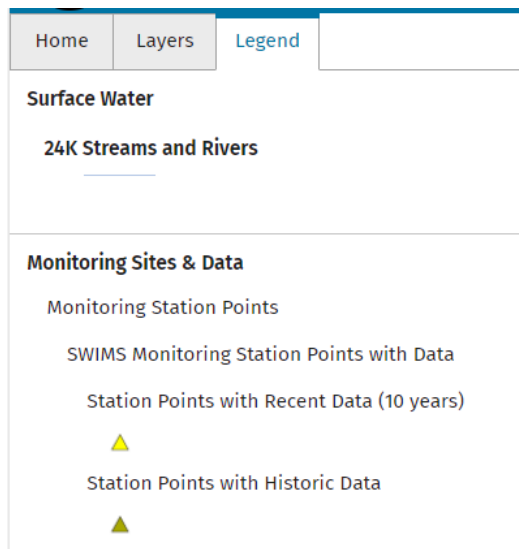 Home Layers Legend
Surface Water
24K Streams and Rivers
Monitoring Sites & Data
Monitoring Station Points
SWIMS Monitoring Station Points with Data
Station Points with Recent Data (10 years)
Station Points with Historic Data